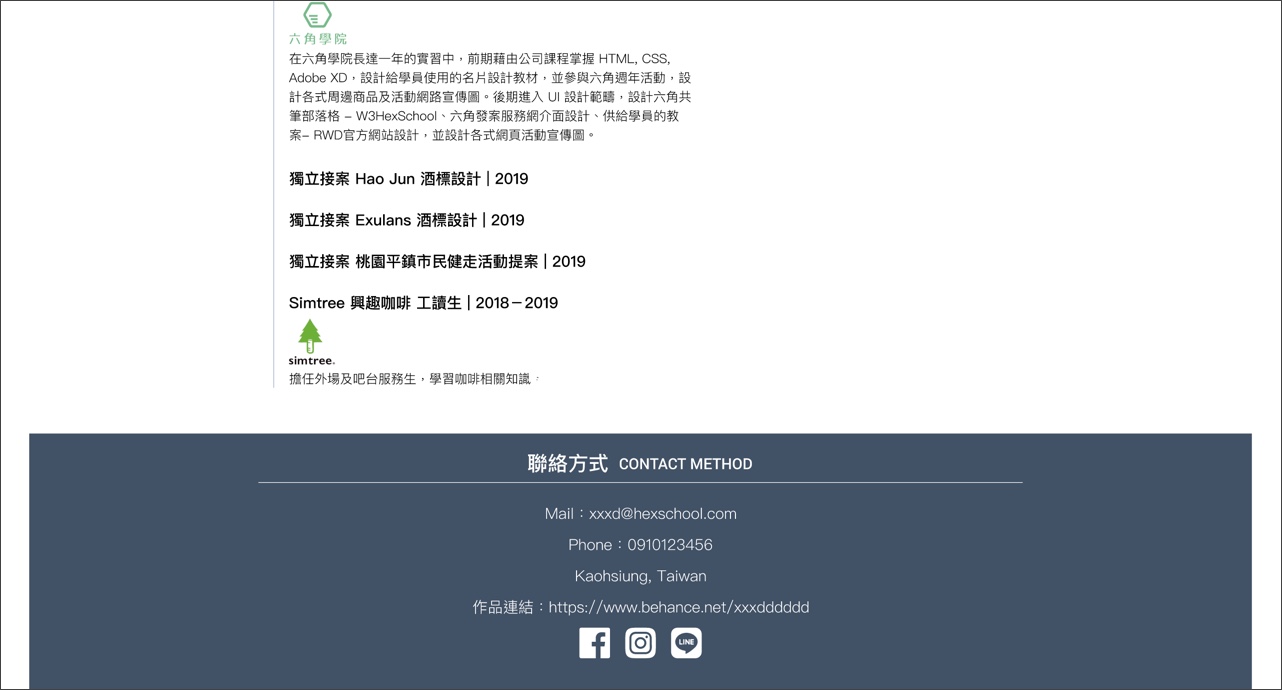 六角學院
在六角學院長達一年的實習中，前期藉由公司課程掌握 HTML, CSS,
Adobe XD，設計給學員使用的名片設計教材，並參與六角週年活動，設
計各式周邊商品及活動網路宣傳圖。後期進入 UI 設計範疇，設計六角共
筆部落格 – W3HexSchool、六角發案服務網介面設計、供給學員的教
案– RWD官方網站設計，並設計各式網頁活動宣傳圖。
獨立接案 Hao Jun 酒標設計 | 2019
獨立接案 Exulans 酒標設計 | 2019
獨立接案 桃園平鎮市民健走活動提案 | 2019
Simtree 興趣咖啡 工讀生 | 2018－2019
simtree.
擔任外場及吧台服務生，學習咖啡相關知識
聯絡方式 CONTACT METHOD
Mail：xxxd@hexschool.com
Phone：0910123456
Kaohsiung, Taiwan
作品連結：https://www.behance.net/xxxdddddd
LINE